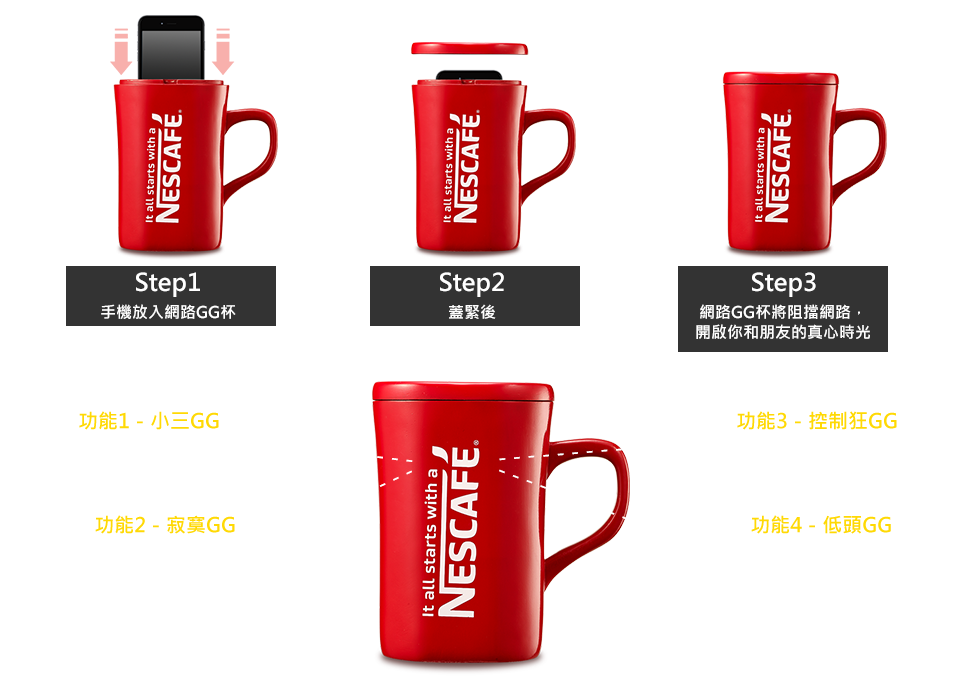 It all starts with a
NESCAFÉ®
It all starts with a
NESCAFÉ®
It all starts with a
NESCAFÉ®
Step1
手機放入網路GG杯
Step2
蓋緊後
Step3
網路GG杯將阻擋網路，
開啟你和朋友的真心時光
功能1 - 小三GG
功能3 - 控制狂GG
功能2 - 寂寞GG
功能4 - 低頭GG
It all starts with a
NESCAFÉ®